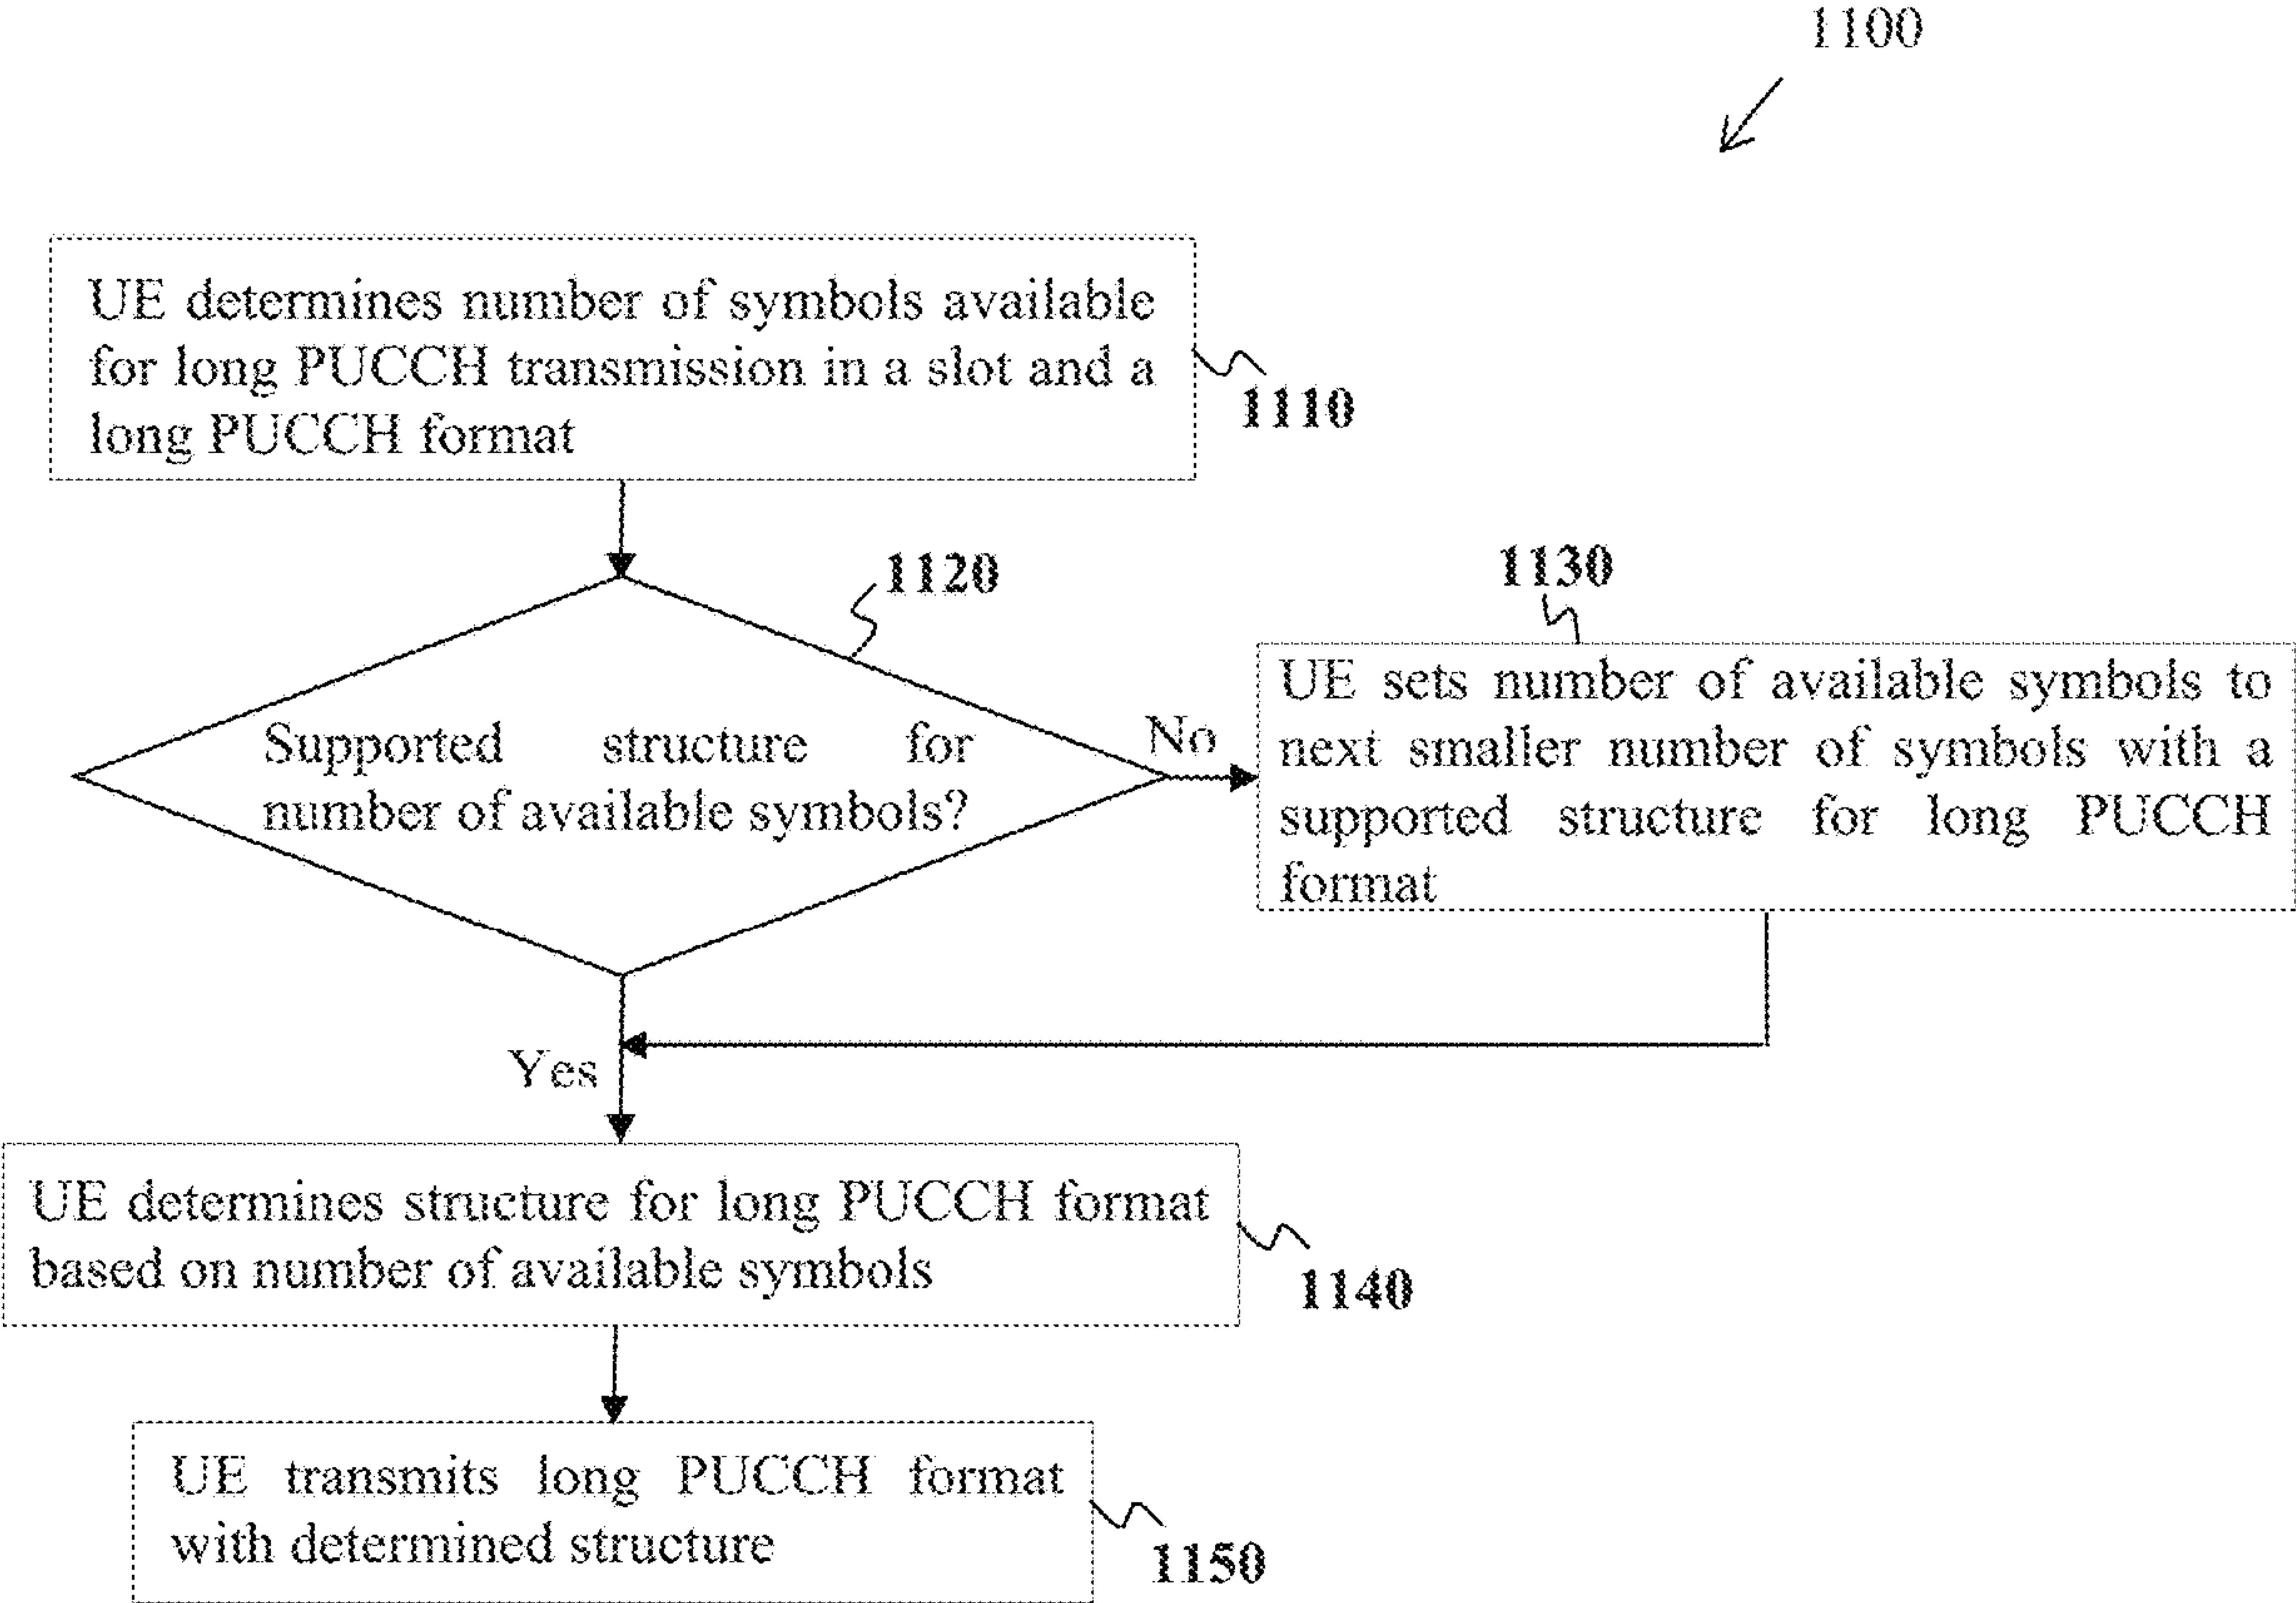 1100
UE determines number of symbols available
for long PUCCH transmission in a slot and a
long PUCCH format
1110
1120
Supported structure for
number of available symbols?
No
1130
UE sets number of available symbols to
next smaller number of symbols with a
supported structure for long PUCCH
format
Yes
UE determines structure for long PUCCH format
based on number of available symbols
1140
UE transmits long PUCCH format
with determined structure
1150